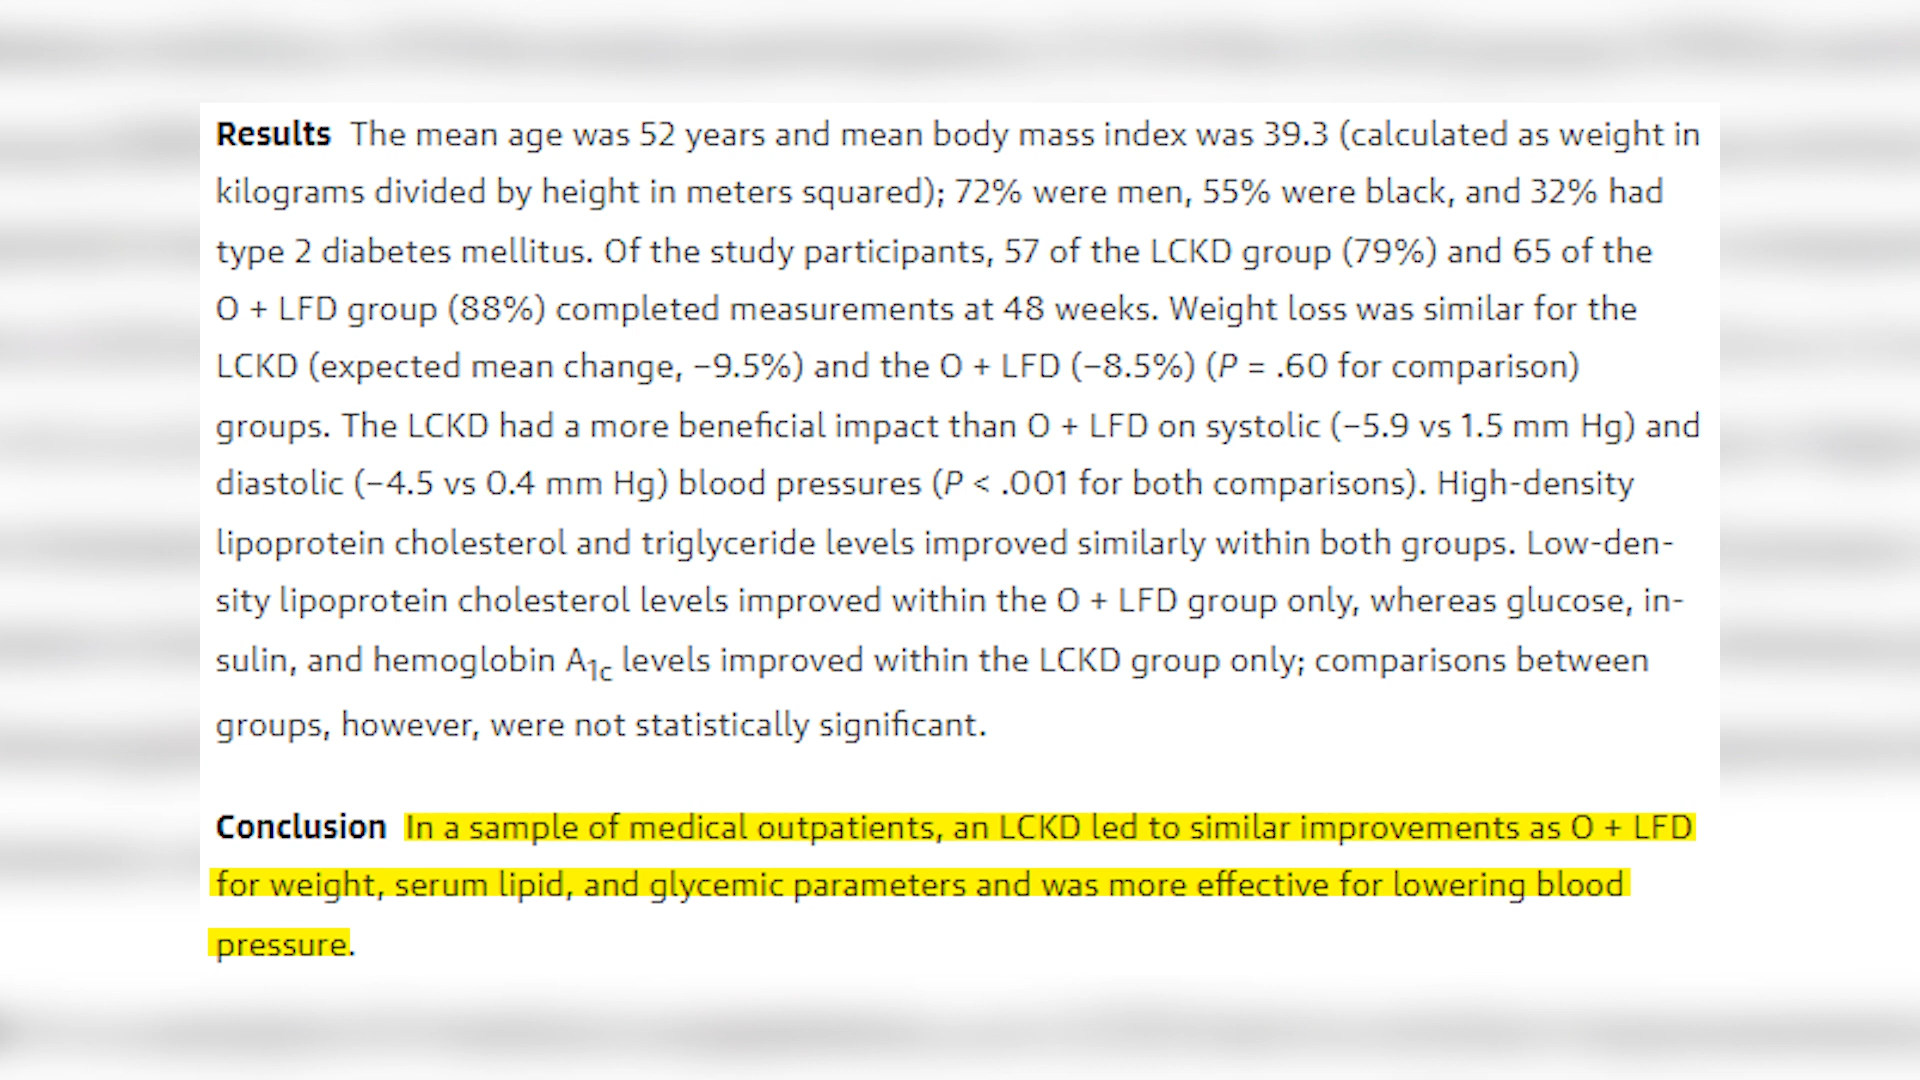 Results The mean age was 52 years and mean body mass index was 39.3 (calculated as weight in
kilograms divided by height in meters squared); 72% were men, 55% were black, and 32% had
type 2 diabetes mellitus. Of the study participants, 57 of the LCKD group (79%) and 65 of the
O + LFD group (88%) completed measurements at 48 weeks. Weight loss was similar for the
LCKD (expected mean change, −9.5%) and the O + LFD (−8.5%) (P = .60 for comparison)
groups. The LCKD had a more beneficial impact than O + LFD on systolic (−5.9 vs 1.5 mm Hg) and
diastolic (−4.5 vs 0.4 mm Hg) blood pressures (P < .001 for both comparisons). High-density
lipoprotein cholesterol and triglyceride levels improved similarly within both groups. Low-den-
sity lipoprotein cholesterol levels improved within the O + LFD group only, whereas glucose, in-
sulin, and hemoglobin A1c levels improved within the LCKD group only; comparisons between
groups, however, were not statistically significant.
Conclusion In a sample of medical outpatients, an LCKD led to similar improvements as O + LFD
for weight, serum lipid, and glycemic parameters and was more effective for lowering blood
pressure.